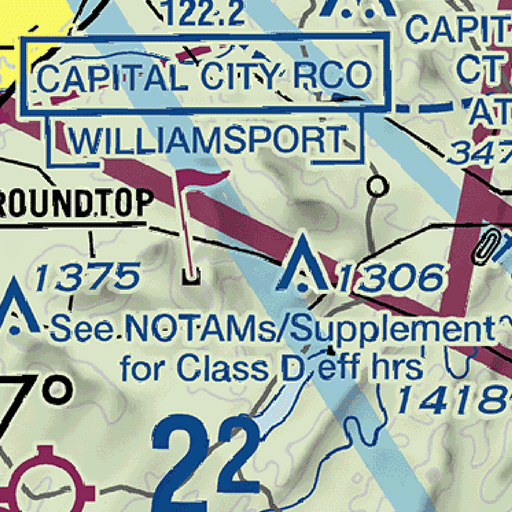 122.2
CAPIT
CAPITAL CITY RCO
CT
AT
WILLIAMSPORT
347
ROUNDTOP
1375
1306
See NOTAMs/Supplement
for Class D eff hrs
7°
1418
22